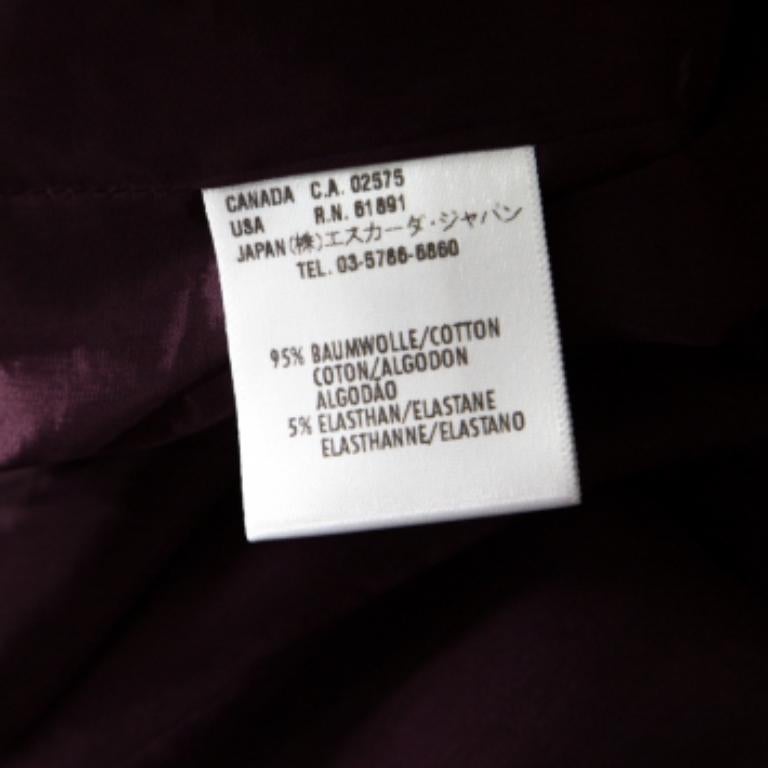 CANADA C.A. 02575
USA R.N. 61891
JAPAN (株)エスカーダ・ジャパン
TEL. 03-5786-6860
95% BAUMWOLLE/COTTON
COTON/ALGODON
ALGODÃO
5% ELASTHAN/ELASTANE
ELASTHANNE/ELASTANO